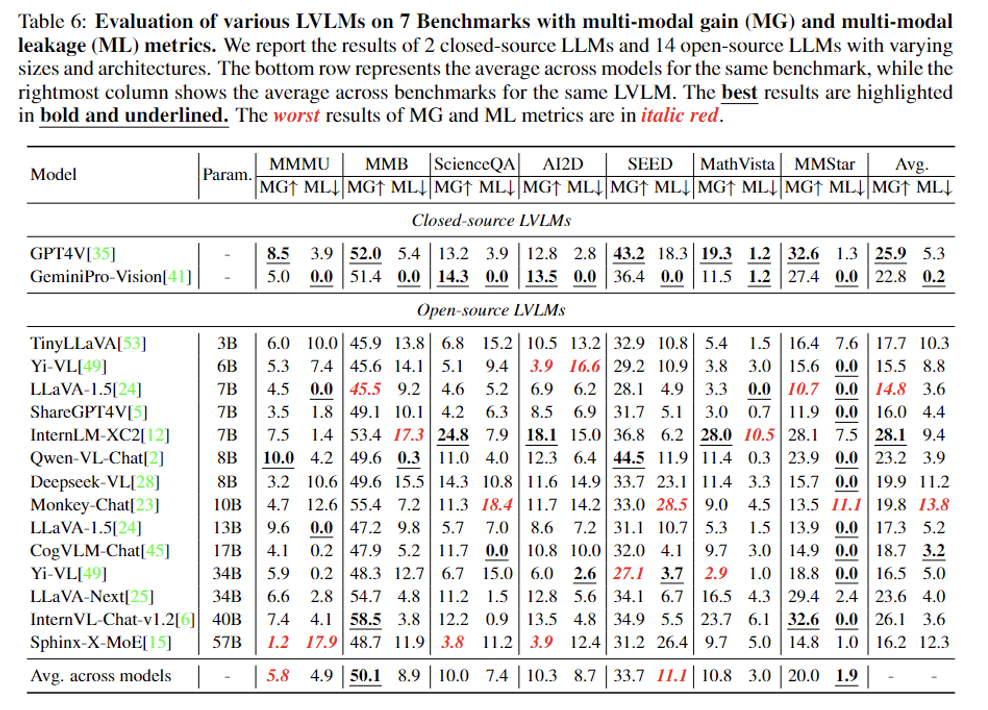 Table 6: Evaluation of various LVLMs on 7 Benchmarks with multi-modal gain (MG) and multi-modal
leakage (ML) metrics. We report the results of 2 closed-source LLMs and 14 open-source LLMs with varying
sizes and architectures. The bottom row represents the average across models for the same benchmark, while the
rightmost column shows the average across benchmarks for the same LVLM. The best results are highlighted
in bold and underlined. The worst results of MG and ML metrics are in italic red.
Model Param. MMMU MMB ScienceQA AI2D SEED MathVista MMStar Avg.
MG↑ ML↓ MG↑ ML↓ MG↑ ML↓ MG↑ ML↓ MG↑ ML↓ MG↑ ML↓ MG↑ ML↓ MG↑ ML↓
Closed-source LVLMs
GPT4V[35] - 8.5 3.9 52.0 5.4 13.2 3.9 12.8 2.8 43.2 18.3 19.3 1.2 32.6 1.3 25.9 5.3
GeminiPro-Vision[41] - 5.0 0.0 51.4 0.0 14.3 0.0 13.5 0.0 36.4 0.0 11.5 1.2 27.4 0.0 22.8 0.2
Open-source LVLMs
TinyLLaVA[53] 3B 6.0 10.0 45.9 13.8 6.8 15.2 10.5 13.2 32.9 10.8 5.4 1.5 16.4 7.6 17.7 10.3
Yi-VL[49] 6B 5.3 7.4 45.6 14.1 5.1 9.4 3.9 16.6 29.2 10.9 3.8 3.0 15.6 0.0 15.5 8.8
LLaVA-1.5[24] 7B 4.5 0.0 45.5 9.2 4.6 5.2 6.9 6.2 28.1 4.9 3.3 0.0 10.7 0.0 14.8 3.6
ShareGPT4V[5] 7B 3.5 1.8 49.1 10.1 4.2 6.3 8.5 6.9 31.7 5.1 3.0 0.7 11.9 0.0 16.0 4.4
InternLM-XC2[12] 7B 7.5 1.4 53.4 17.3 24.8 7.9 18.1 15.0 36.8 6.2 28.0 10.5 28.1 7.5 28.1 9.4
Qwen-VL-Chat[2] 8B 10.0 4.2 49.6 0.3 11.0 4.0 12.3 6.4 44.5 11.9 11.4 0.3 23.9 0.0 23.2 3.9
Deepseek-VL[28] 8B 3.2 10.6 49.6 15.5 14.3 10.8 11.6 14.9 33.7 23.1 11.4 3.3 15.7 0.0 19.9 11.2
Monkey-Chat[23] 10B 4.7 12.6 55.4 7.2 11.3 18.4 11.7 14.2 33.0 28.5 9.0 4.5 13.5 11.1 19.8 13.8
LLaVA-1.5[24] 13B 9.6 0.0 47.2 9.8 5.7 7.0 8.6 7.2 31.1 10.7 5.3 1.5 13.9 0.0 17.3 5.2
CogVLM-Chat[45] 17B 4.1 0.2 47.9 5.2 11.7 0.0 10.8 10.0 32.0 4.1 9.7 3.0 14.9 0.0 18.7 3.2
Yi-VL[49] 34B 5.9 0.2 48.3 12.7 6.7 15.0 6.0 2.6 27.1 3.7 2.9 1.0 18.8 0.0 16.5 5.0
LLaVA-Next[25] 34B 6.6 2.8 54.7 4.8 11.2 1.5 12.8 5.6 34.1 6.7 16.5 4.3 29.4 2.4 23.6 4.0
InternVL-Chat-v1.2[6] 40B 7.4 4.1 58.5 3.8 12.2 0.9 13.5 4.8 34.9 5.5 23.7 6.1 32.6 0.0 26.1 3.6
Sphinx-X-MoE[15] 57B 1.2 17.9 48.7 11.9 3.8 11.2 3.9 12.4 31.2 26.4 9.7 5.0 14.8 1.0 16.2 12.3
Avg. across models - 5.8 4.9 50.1 8.9 10.0 7.4 10.3 8.7 33.7 11.1 10.8 3.0 20.0 1.9 - -